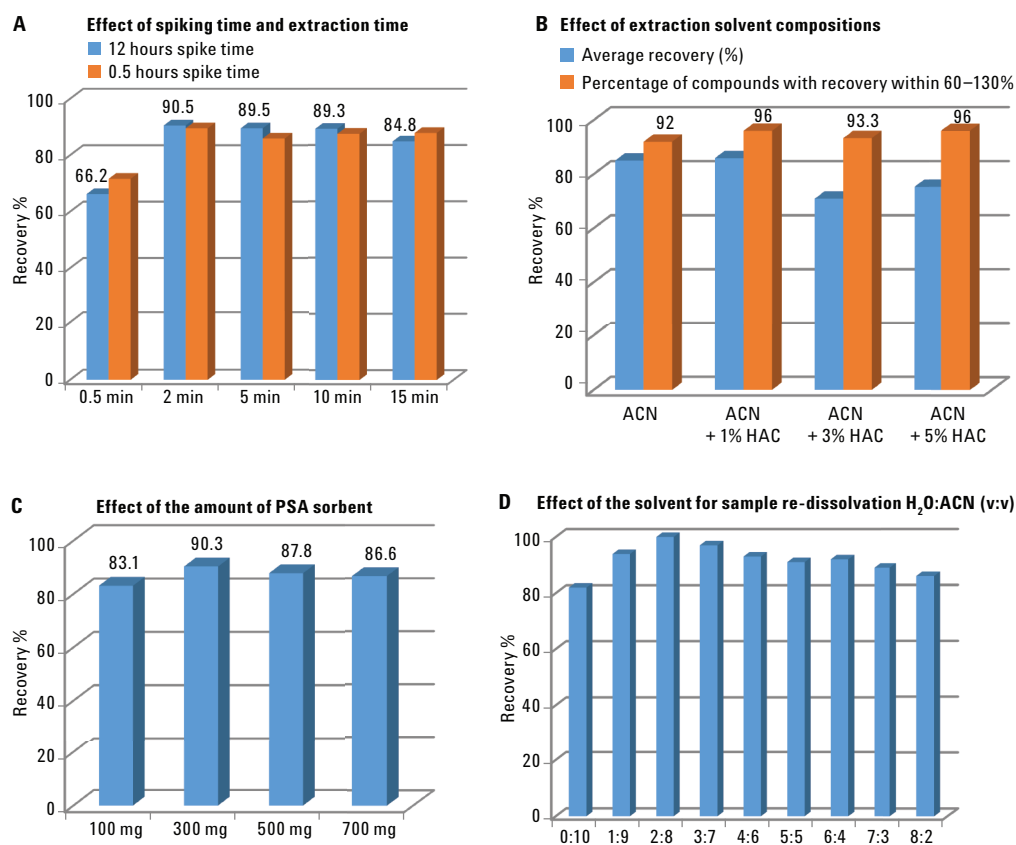 A Effect of spiking time and extraction time
12 hours spike time
0.5 hours spike time
Recovery %
100
80
60
40
20
0
66.2
90.5
89.5
89.3
84.8
0.5 min 2 min 5 min 10 min 15 min
B Effect of extraction solvent compositions
Average recovery (%)
Percentage of compounds with recovery within 60–130%
Recovery %
100
80
60
40
20
0
92
96
93.3
96
ACN ACN + 1% HAC ACN + 3% HAC ACN + 5% HAC
C Effect of the amount of PSA sorbent
Recovery %
100
80
60
40
20
0
83.1
90.3
87.8
86.6
100 mg 300 mg 500 mg 700 mg
D Effect of the solvent for sample re-dissolvation H₂O:ACN (v:v)
Recovery %
100
80
60
40
20
0
0:10 1:9 2:8 3:7 4:6 5:5 6:4 7:3 8:2